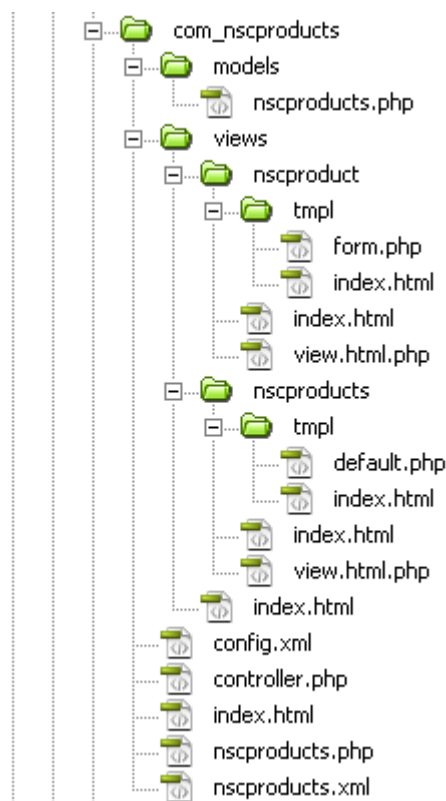 com_nscproducts
models
nscproducts.php
views
nscproduct
tmpl
form.php
index.html
index.html
view.html.php
nscproducts
tmpl
default.php
index.html
index.html
view.html.php
index.html
config.xml
controller.php
index.html
nscproducts.php
nscproducts.xml